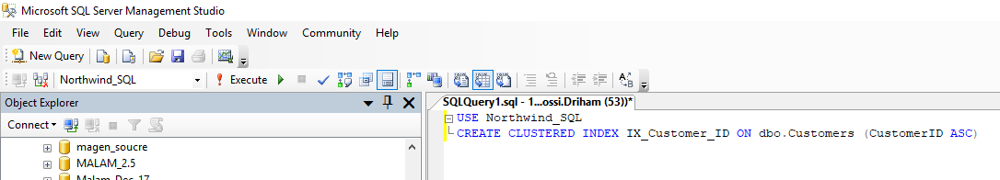 Microsoft SQL Server Management Studio
File Edit View Query Debug Tools Window Community Help
New Query
Northwind_SQL Execute
Object Explorer
Connect
magen_soucre
MALAM_2.5
Malam_Dec_17
SQLQuery1.sql - 1...ossi.Driham (53))*
USE Northwind_SQL
CREATE CLUSTERED INDEX IX_Customer_ID ON dbo.Customers (CustomerID ASC)